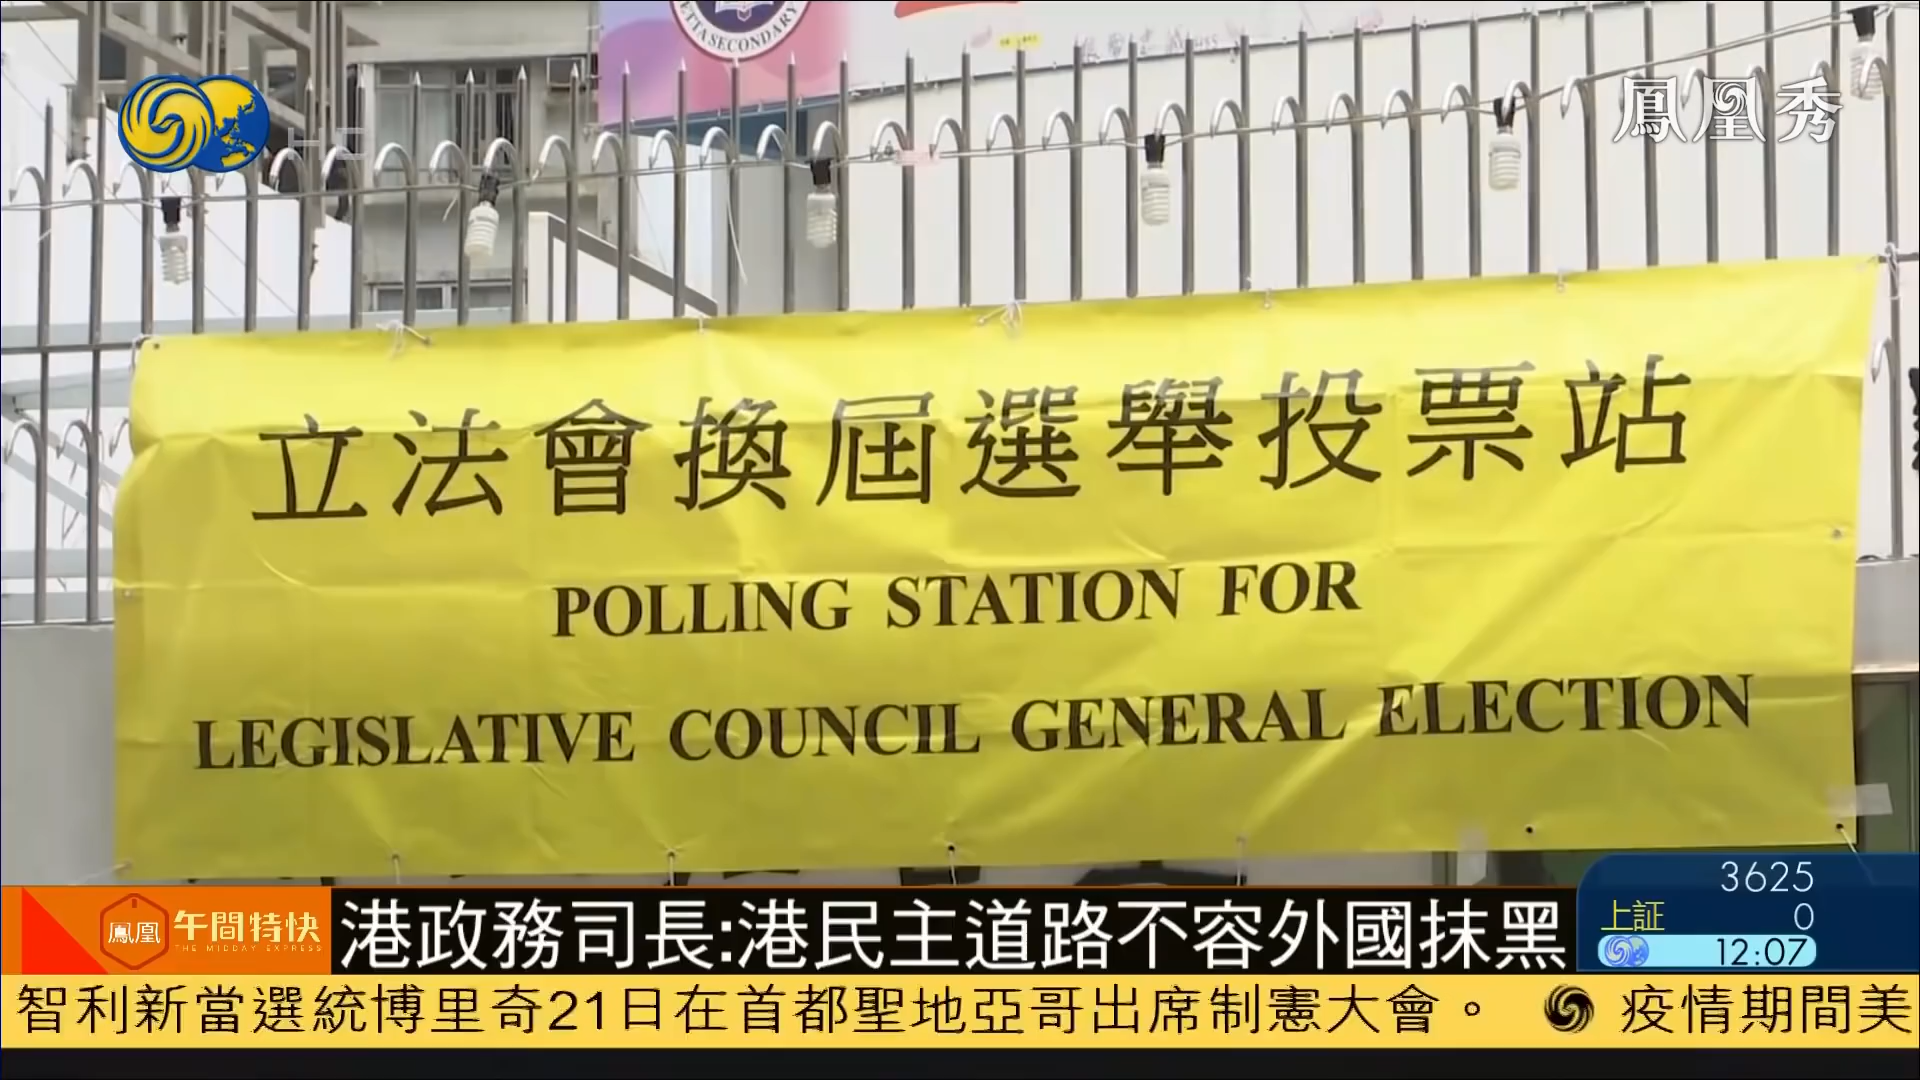 ETTA SECONDARY
鳳凰秀
立法會換屆選舉投票站
POLLING STATION FOR
LEGISLATIVE COUNCIL GENERAL ELECTION
鳳凰 午間特快
THE MIDDAY EXPRESS
港政務司長:港民主道路不容外國抹黑
3625
上証 0
12:07
智利新當選統博里奇21日在首都聖地亞哥出席制憲大會。 疫情期間美